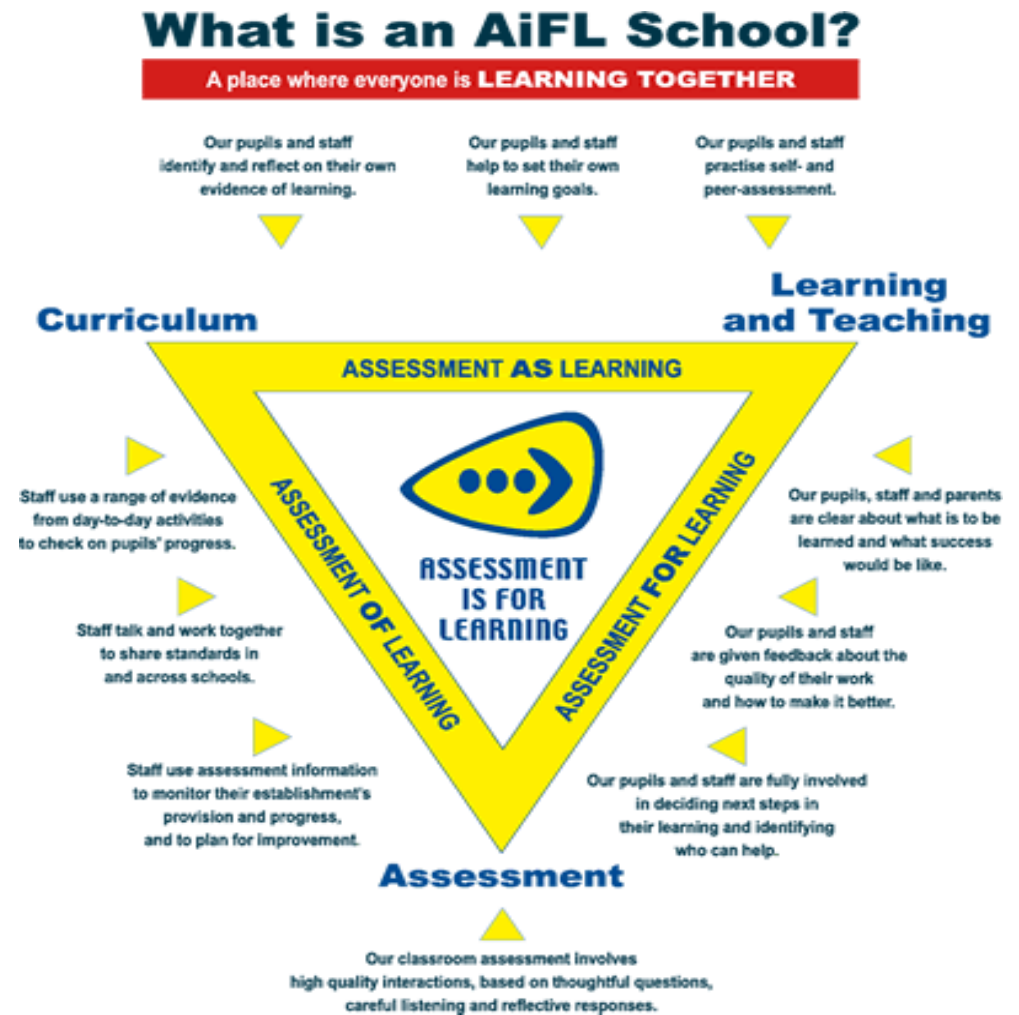 What is an AiFL School?
A place where everyone is LEARNING TOGETHER
Our pupils and staff
identify and reflect on their own
evidence of learning.
Our pupils and staff
help to set their own
learning goals.
Our pupils and staff
practise self- and
peer-assessment.
Curriculum
Learning
and Teaching
ASSESSMENT AS LEARNING
ASSESSMENT OF LEARNING
ASSESSMENT FOR LEARNING
ASSESSMENT
IS FOR
LEARNING
Staff use a range of evidence
from day-to-day activities
to check on pupils' progress.
Staff talk and work together
to share standards in
and across schools.
Staff use assessment information
to monitor their establishment's
provision and progress,
and to plan for improvement.
Our pupils, staff and parents
are clear about what is to be
learned and what success
would be like.
Our pupils and staff
are given feedback about the
quality of their work
and how to make it better.
Our pupils and staff are fully involved
in deciding next steps in
their learning and identifying
who can help.
Assessment
Our classroom assessment involves
high quality interactions, based on thoughtful questions,
careful listening and reflective responses.